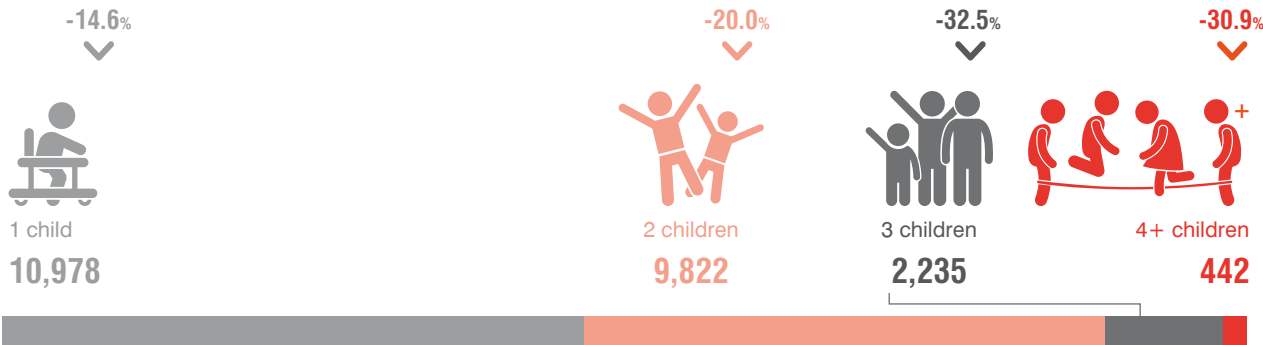 -14.6%
-20.0%
-32.5%
-30.9%
+
1 child
2 children
3 children
4+ children
10,978
9,822
2,235
442